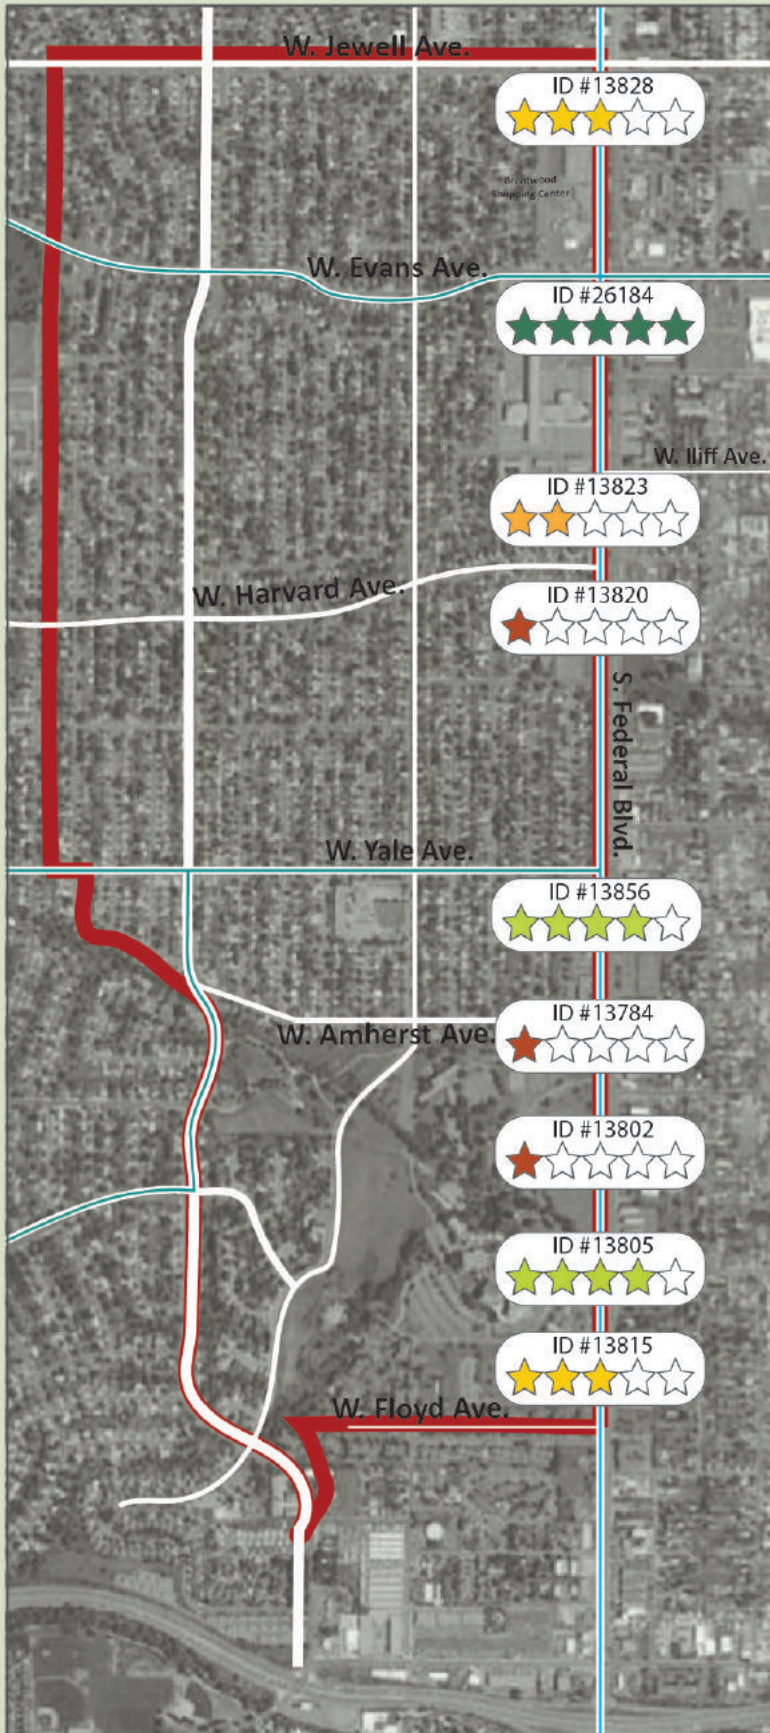 W. Jewell Ave.
ID #13828
Brentwood
Shopping Center
W. Evans Ave.
ID #26184
W. Iliff Ave.
ID #13823
W. Harvard Ave.
ID #13820
S. Federal Blvd.
W. Yale Ave.
ID #13856
ID #13784
W. Amherst Ave.
ID #13802
ID #13805
ID #13815
W. Floyd Ave.